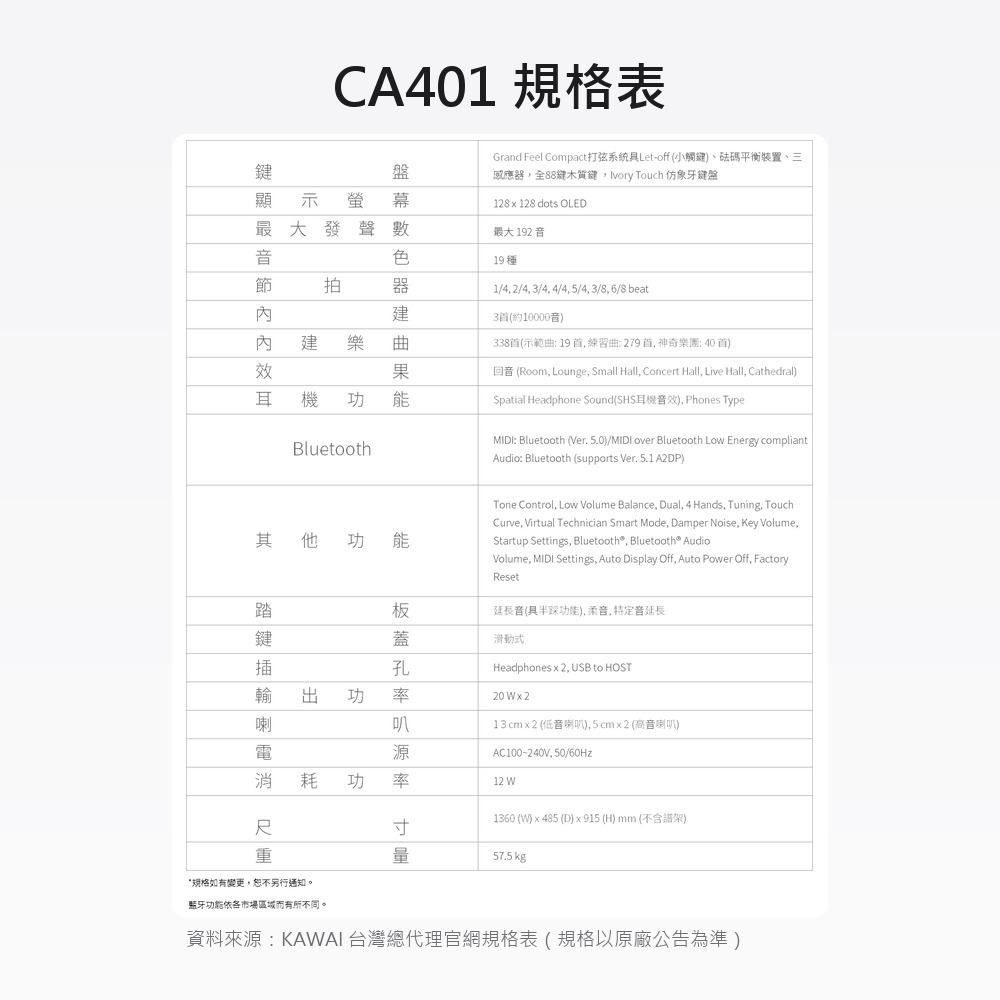 CA401 規格表
鍵盤
Grand Feel Compact打弦系統具Let-off (小觸鍵)、砝碼平衡裝置、三
感應器，全88鍵木質鍵 ，Ivory Touch 仿象牙鍵盤
顯示螢幕
128 x 128 dots OLED
最大發聲數
最大 192 音
音色
19 種
節拍器
1/4, 2/4, 3/4, 4/4, 5/4, 3/8, 6/8 beat
內建
3首(約10000音)
內建樂曲
338首(示範曲: 19 首, 練習曲: 279 首, 神奇樂團: 40 首)
效果
回音 (Room, Lounge, Small Hall, Concert Hall, Live Hall, Cathedral)
耳機功能
Spatial Headphone Sound(SHS耳機音效), Phones Type
Bluetooth
MIDI: Bluetooth (Ver. 5.0)/MIDI over Bluetooth Low Energy compliant
Audio: Bluetooth (supports Ver. 5.1 A2DP)
其他功能
Tone Control, Low Volume Balance, Dual, 4 Hands, Tuning, Touch
Curve, Virtual Technician Smart Mode, Damper Noise, Key Volume,
Startup Settings, Bluetooth®, Bluetooth® Audio
Volume, MIDI Settings, Auto Display Off, Auto Power Off, Factory
Reset
踏板
延長音(具半踩功能), 柔音, 特定音延長
鍵蓋
滑動式
插孔
Headphones x 2, USB to HOST
輸出功率
20 W x 2
喇叭
13 cm x 2 (低音喇叭), 5 cm x 2 (高音喇叭)
電源
AC100~240V, 50/60Hz
消耗功率
12 W
尺寸
1360 (W) x 485 (D) x 915 (H) mm (不含譜架)
重量
57.5 kg
*規格如有變更，恕不另行通知。
藍牙功能依各市場區域而有所不同。
資料來源：KAWAI 台灣總代理官網規格表 ( 規格以原廠公告為準 )